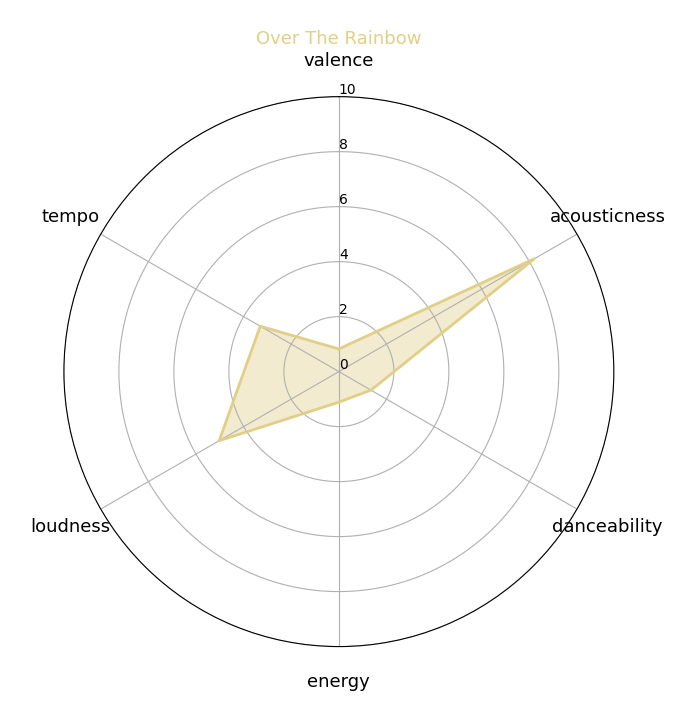 Over The Rainbow
valence
10
8
6
4
2
0
tempo
acousticness
loudness
danceability
energy